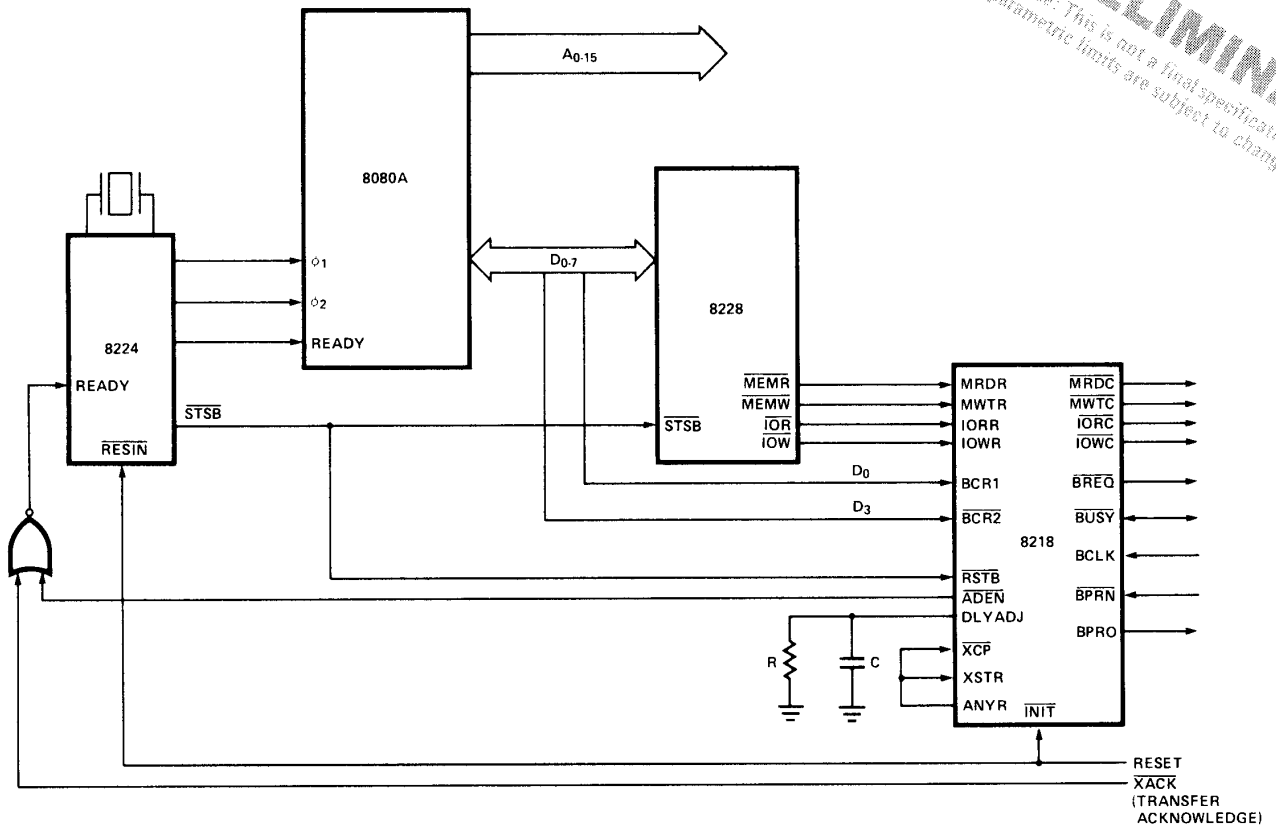 This is not a final
parametric limits are subject to
A0-15
8080A
D0-7
ϕ1
ϕ2
READY
8224
READY
STSB
RESIN
8228
MEMR
MEMW
IOR
IOW
STSB
MRDR
MWTR
IORR
IOWR
D0
BCR1
D3
BCR2
RSTB
ADEN
DLYADJ
XCP
XSTR
ANYR
8218
INIT
MRDC
MWTC
IORC
IOWC
BREQ
BUSY
BCLK
BPRN
BPRO
R
C
RESET
XACK
(TRANSFER
ACKNOWLEDGE)